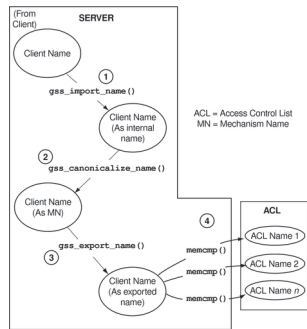 (From
Client)
SERVER
Client Name
1
gss_import_name()
Client Name
(As internal
name)
ACL = Access Control List
MN = Mechanism Name
2
gss_canonicalize_name()
Client Name
(As MN)
gss_export_name()
3
Client Name
(As exported
name)
4
memcmp()
memcmp()
memcmp()
ACL
ACL Name 1
ACL Name 2
ACL Name n